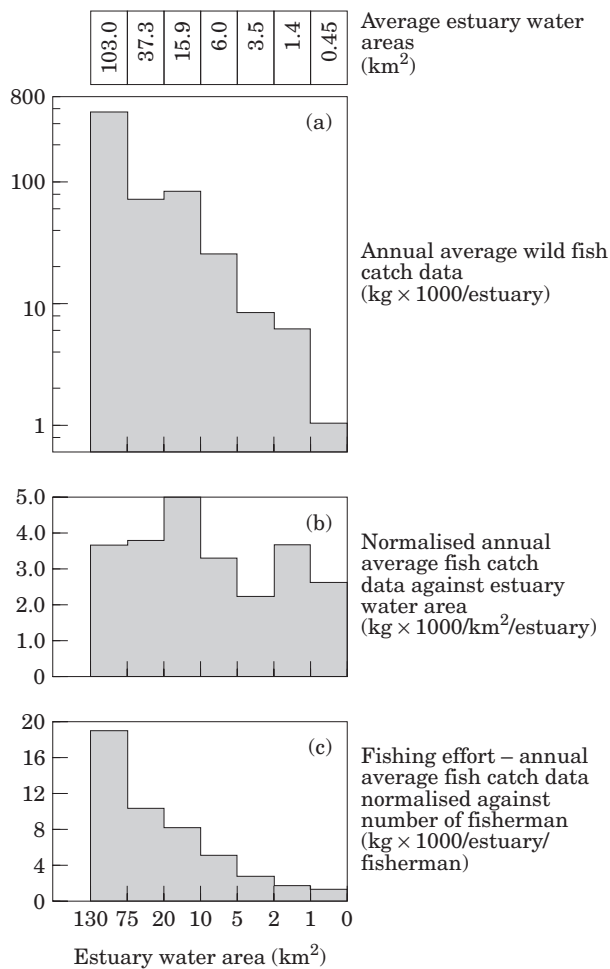 103.0 37.3 15.9 6.0 3.5 1.4 0.45
Average estuary water
areas
(km²)
800
100
10
1
(a)
Annual average wild fish
catch data
(kg × 1000/estuary)
5.0
4.0
3.0
2.0
1.0
0
(b)
Normalised annual
average fish catch
data against estuary
water area
(kg × 1000/km²/estuary)
20
16
12
8
4
0
(c)
Fishing effort – annual
average fish catch data
normalised against
number of fisherman
(kg × 1000/estuary/
fisherman)
130 75 20 10 5 2 1 0
Estuary water area (km²)